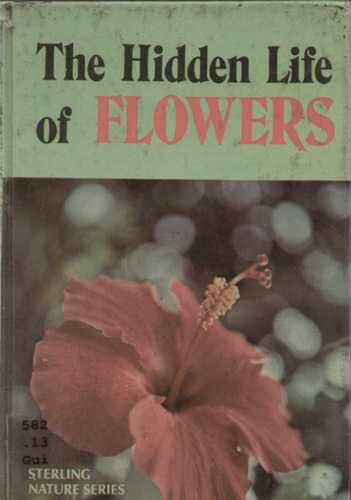 The Hidden Life
of FLOWERS
582
.13
Gui
STERLING
NATURE SERIES